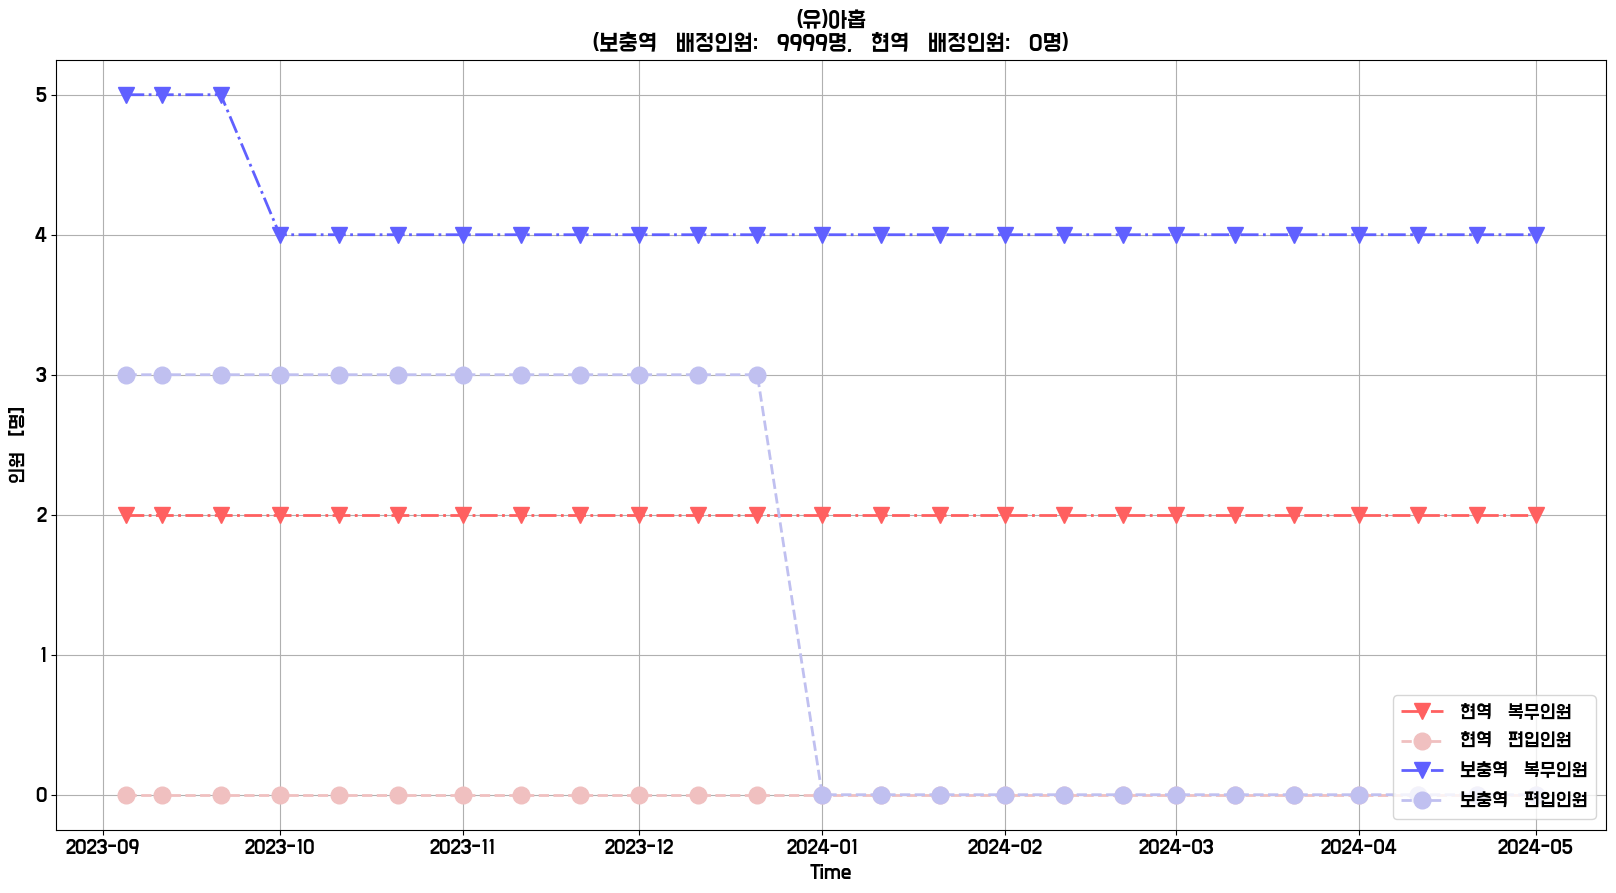 (유)아홉
(보충역 배정인원: 9999명, 현역 배정인원: 0명)
5
4
3
2
1
0
인원 [명]
2023-09 2023-10 2023-11 2023-12 2024-01 2024-02 2024-03 2024-04 2024-05
Time
현역 복무인원
현역 편입인원
보충역 복무인원
보충역 편입인원